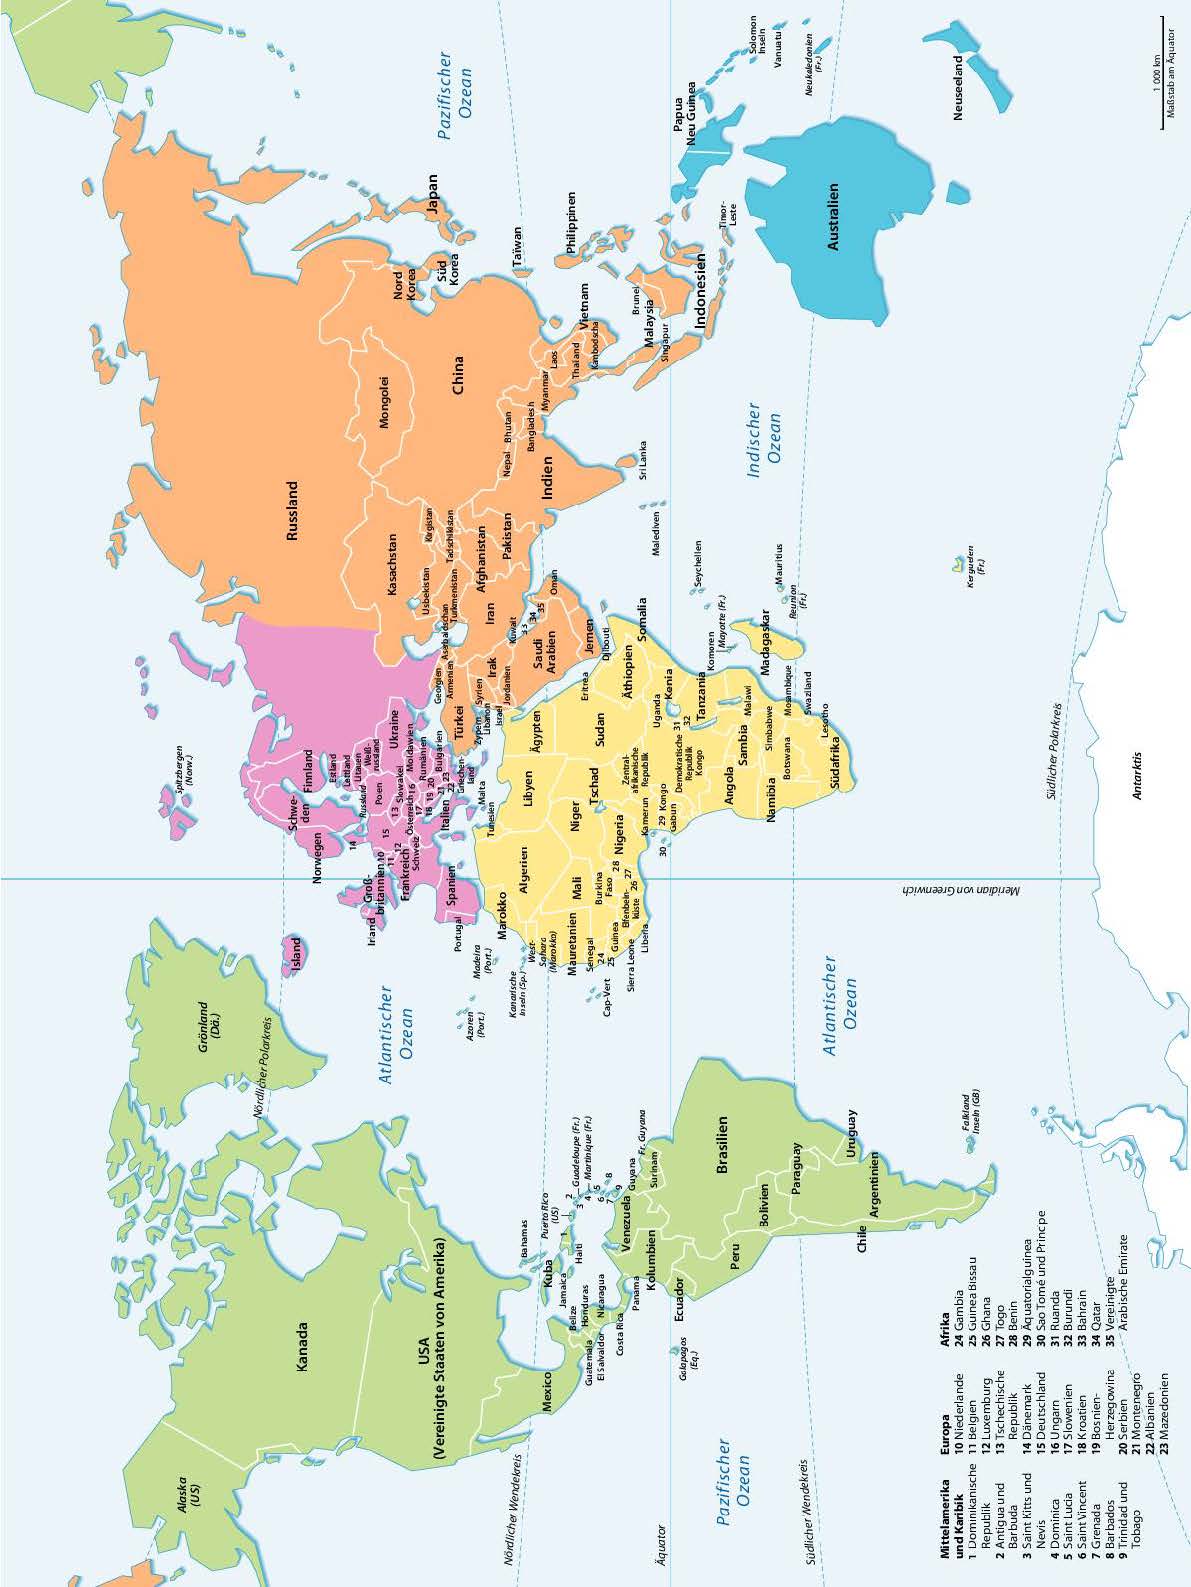 Pazifischer
Ozean
Solomon
Inseln
Vanuatu
Neukaledonien
(Fr.)
Neuseeland
1 000 km
Maßstab am Äquator
Papua
Neu Guinea
Australien
Timor-
Leste
Japan
Nord
Korea
Süd
Korea
Taïwan
Philippinen
Vietnam
Brunei
Malaysia
Singapur
Indonesien
Laos
Thailand
Kambodscha
Myanmar
Mongolei
China
Bhutan
Nepal
Bangladesh
Indien
Sri Lanka
Malediven
Indischer
Ozean
Russland
Kasachstan
Kirgistan
Tadschikistan
Usbekistan
Turkmenistan
Afghanistan
Pakistan
Iran
Oman
Kuwait
33
34
35
Saudi
Arabien
Jemen
Irak
Jordanien
Syrien
Libanon
Israel
Zypern
Aserbaidschan
Armenien
Georgien
Türkei
Seychellen
Mauritius
Reunion
(Fr.)
Mayotte (Fr.)
Komoren
Madagaskar
Kerguelen
(Fr.)
Spitzbergen
(Norw.)
Finnland
Schwe-
den
Norwegen
Estland
Lettland
Litauen
Weiß-
russland
Russland
Ukraine
Moldawien
Rumänien
Bulgarien
Griechen-
land
Poen
Slowakei
Österreich
Schweiz
Italien
Malta
Frankreich
Groß-
britannien
Irland
Spanien
Portugal
Island
10
11
12
13
14
15
16
17
18
15
20
21
22
23
Djibouti
Somalia
Äthiopien
Eritrea
Kenia
Uganda
Tanzania
31
32
Malawi
Mosambique
Swaziland
Lesotho
Südafrika
Simbabwe
Botswana
Sambia
Namibia
Angola
Demokratische
Republik
Kongo
Zentral-
afrikanische
Republik
Sudan
Ägypten
Libyen
Tschad
Niger
Tunesien
Algerien
Nigeria
Kamerun
29
Kongo
Gabun
30
28
27
26
Mali
Burkina
Faso
Elfenbein-
küste
Marokko
West-
Sahara
(Marokko)
Mauretanien
Senegal
24
25
Guinea
Sierra Leone
Liberia
Cap-Vert
Madeira
(Port.)
Kanarische
Inseln (Sp.)
Azoren
(Port.)
Meridian von Greenwich
Südlicher Polarkreis
Antarktis
Grönland
(Dä.)
Nördlicher Polarkreis
Atlantischer
Ozean
Atlantischer
Ozean
Falkland
Inseln (GB)
Kanada
USA
(Vereinigte Staaten von Amerika)
Alaska
(US)
Mexico
Bahamas
Puerto Rico
(US)
Guadeloupe (Fr.)
Martinique (Fr.)
Kuba
Haiti
Jamaica
1
2
3
4
5
6
7
8
9
Belize
Honduras
Guatemala
El Salvador
Nicaragua
Costa Rica
Panama
Venezuela
Guyana
Surinam
Fr. Guyana
Kolumbien
Ecuador
Galapagos
(Eq.)
Peru
Brasilien
Bolivien
Paraguay
Uruguay
Argentinien
Chile
Nördlicher Wendekreis
Äquator
Pazifischer
Ozean
Südlicher Wendekreis
Mittelamerika
und Karibik
1 Dominikanische
Republik
2 Antigua und
Barbuda
3 Saint Kitts und
Nevis
4 Dominica
5 Saint Lucia
6 Saint Vincent
7 Grenada
8 Barbados
9 Trinidad und
Tobago
Europa
10 Niederlande
11 Belgien
12 Luxemburg
13 Tschechische
Republik
14 Dänemark
15 Deutschland
16 Ungarn
17 Slowenien
18 Kroatien
19 Bosnien-
Herzegowina
20 Serbien
21 Montenegro
22 Albanien
23 Mazedonien
Afrika
24 Gambia
25 Guinea Bissau
26 Ghana
27 Togo
28 Benin
29 Äquatorialguinea
30 Sao Tomé und Principe
31 Ruanda
32 Burundi
33 Bahrain
34 Qatar
35 Vereinigte
Arabische Emirate